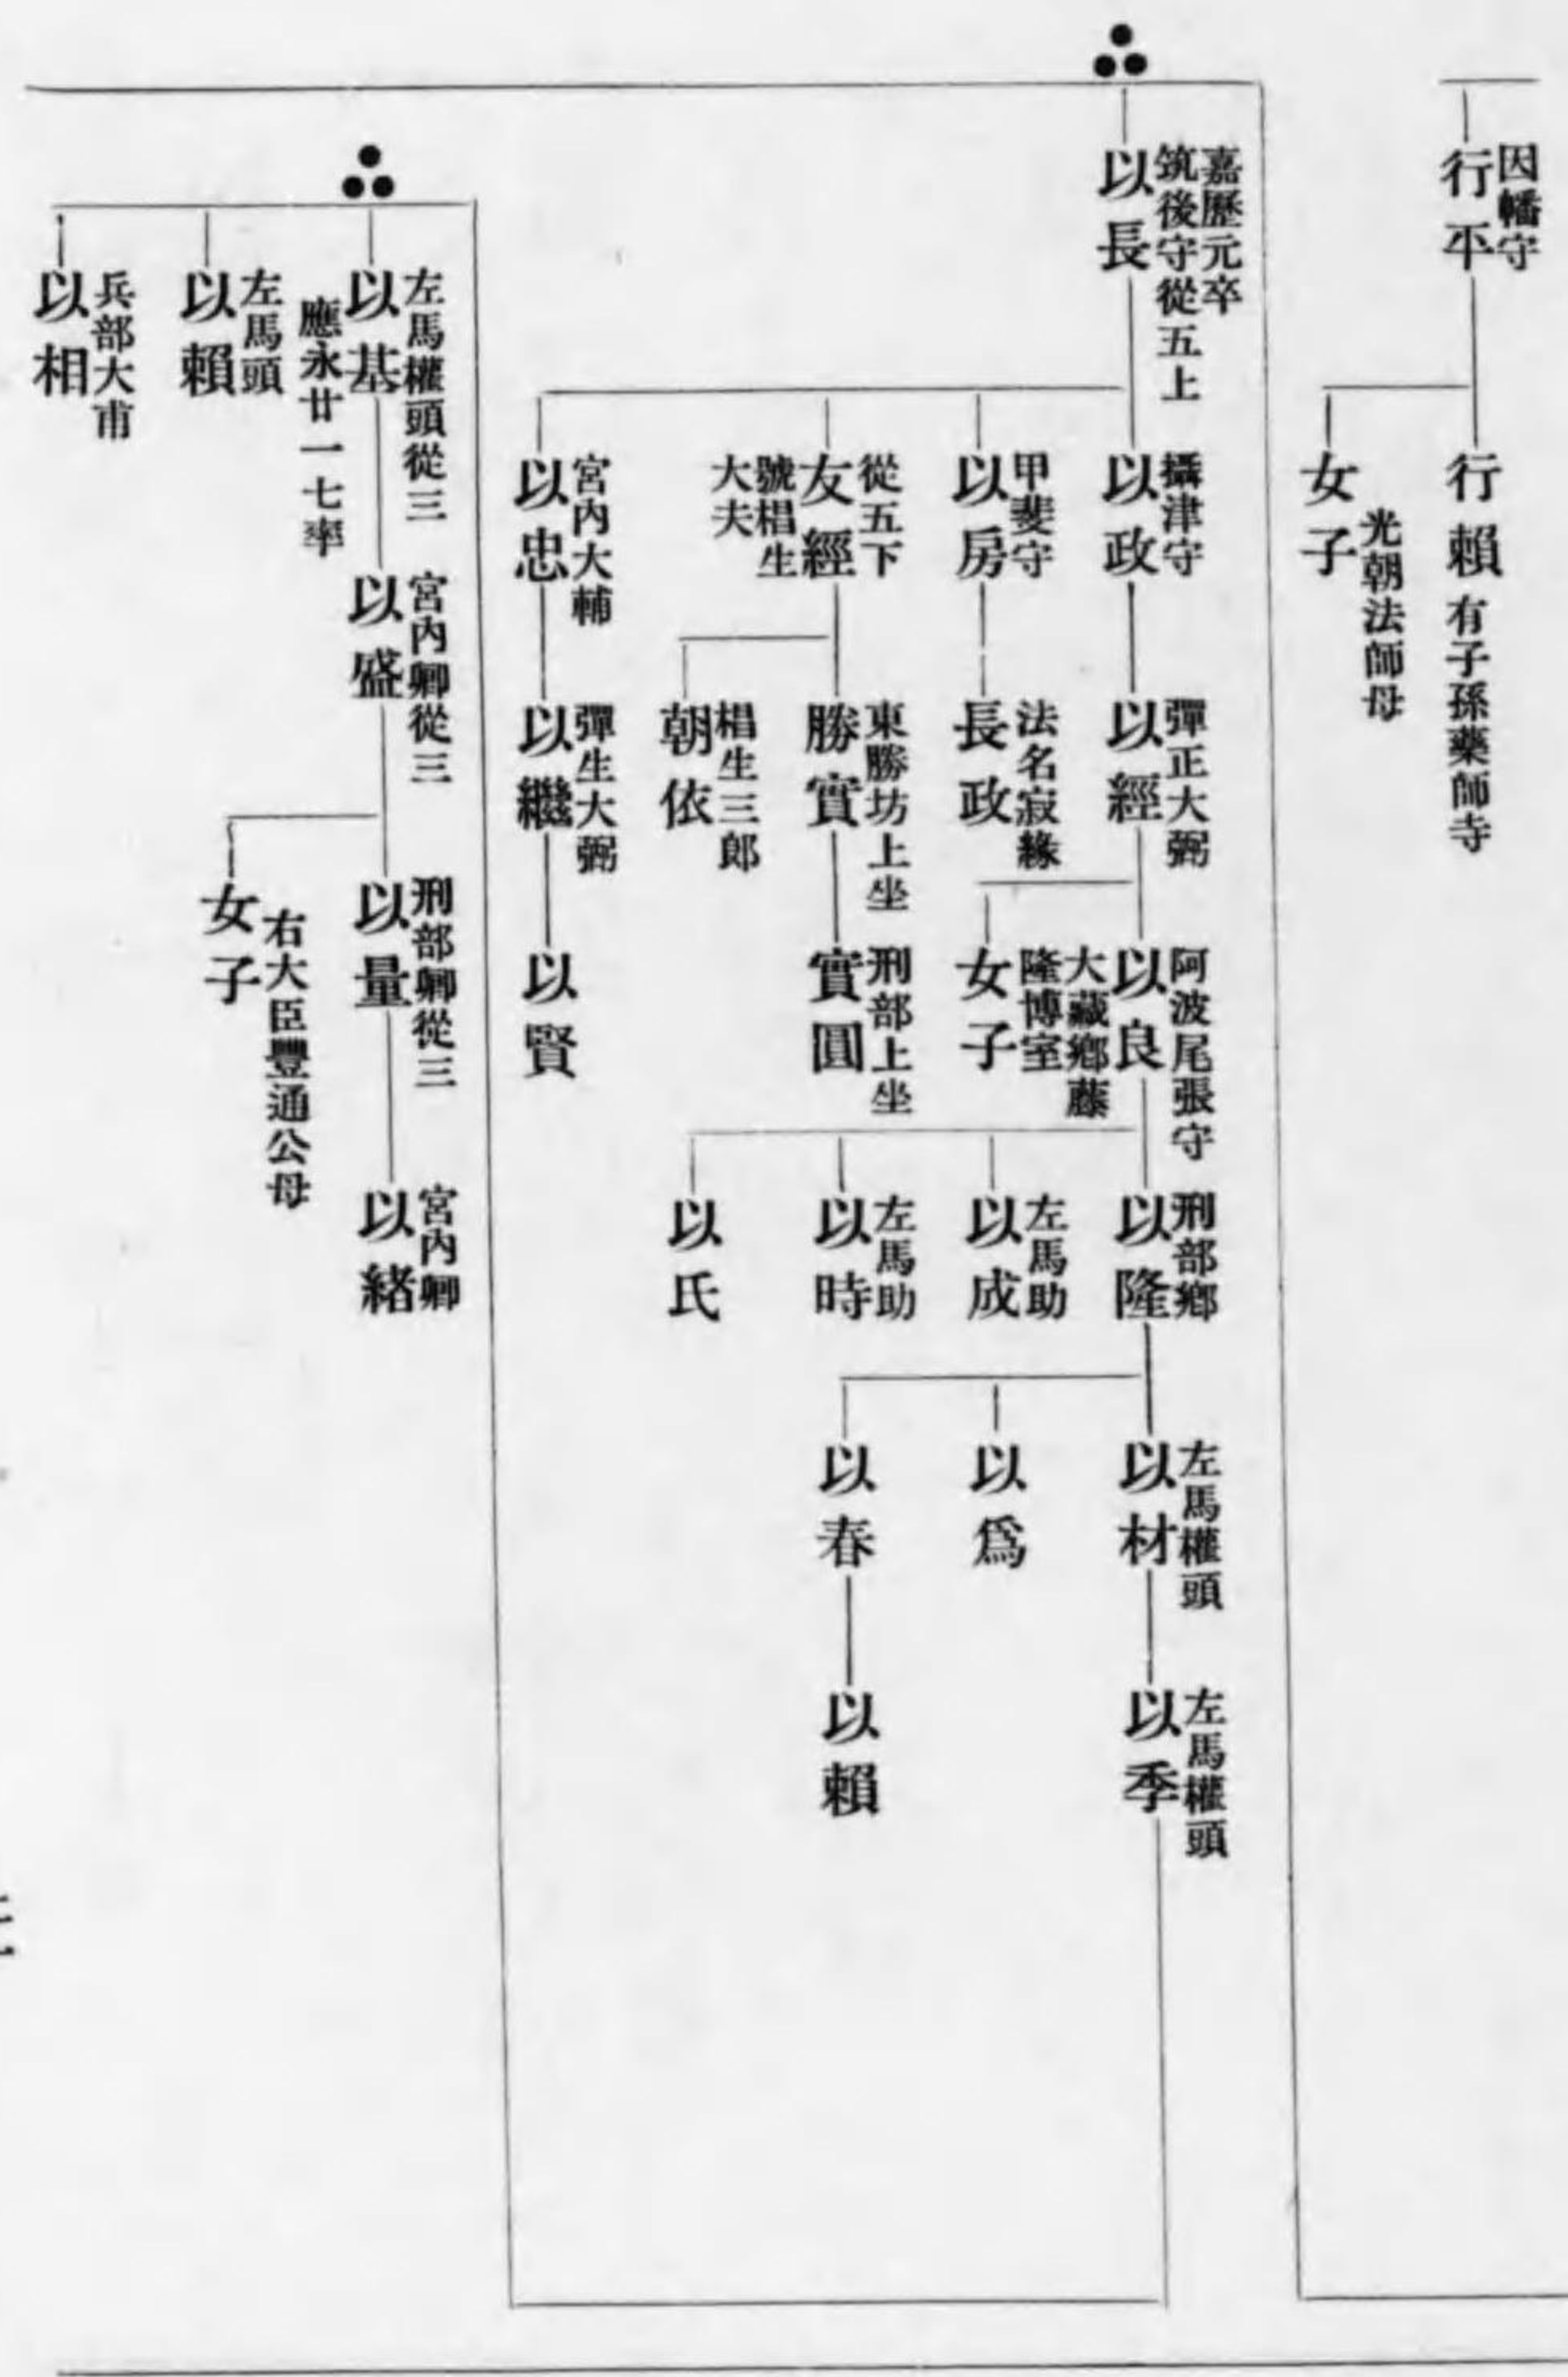 因幡守
行平
行賴 有子孫藥師寺
女子
光朝法師母
嘉歷元卒
筑後守從五上
以長
攝津守
以政
彈正大弼
以經
阿波尾張守
以良
刑部鄉
以隆
左馬權頭
以材
左馬權頭
以季
以爲
以春
以賴
左馬助
以成
左馬助
以時
以氏
大藏鄉藤
隆博室
女子
甲斐守
以房
法名寂緣
長政
從五下
友經
號椙生
大夫
東勝坊上坐
勝實
刑部上坐
實圓
椙生三郎
朝依
宮內大輔
以忠
彈生大弼
以繼
以賢
左馬權頭從三
以基
應永廿一七率
宮內卿從三
以盛
刑部卿從三
以量
宮內卿
以緒
右大臣豐通公母
女子
左馬頭
以賴
兵部大甫
以相